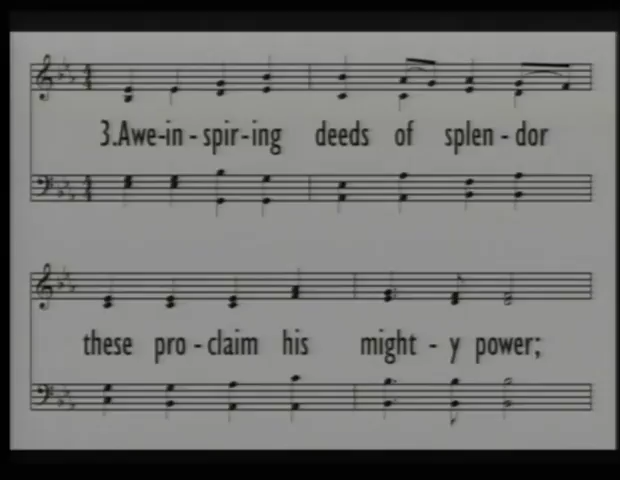 3.Awe-in - spir-ing deeds of splen - dor
these pro - claim his might - y power;